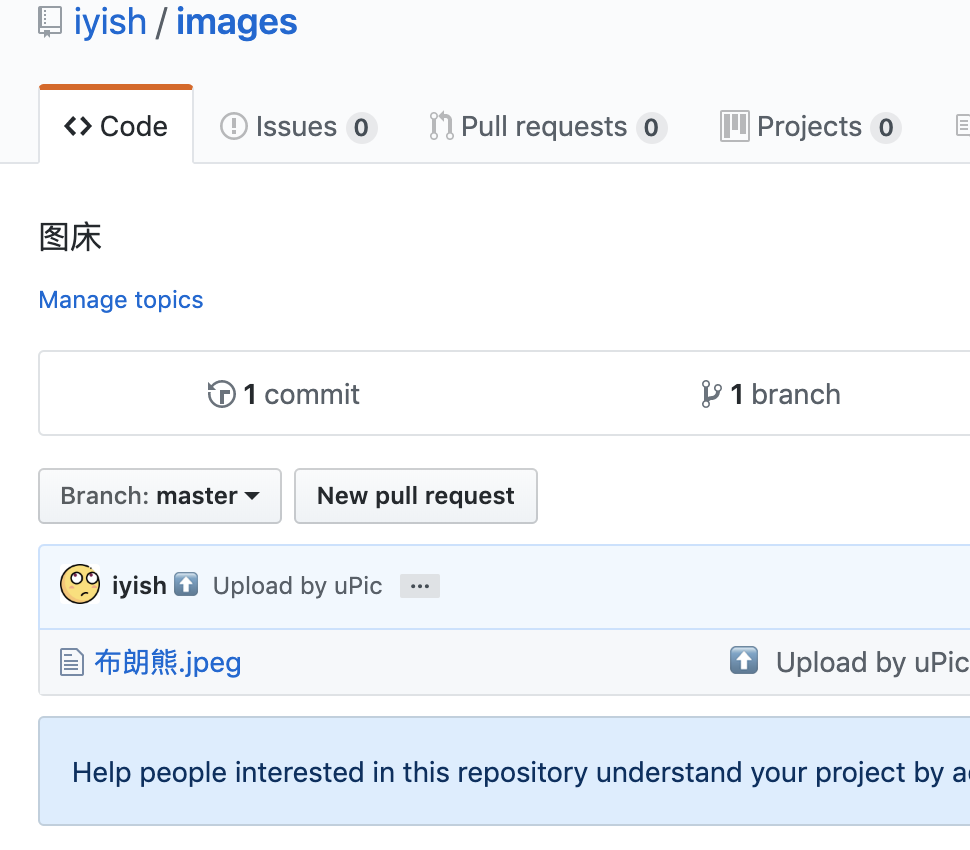 iyish / images
Code Issues 0 Pull requests 0 Projects 0
图床
Manage topics
1 commit 1 branch
Branch: master New pull request
iyish ⬆️ Upload by uPic ...
布朗熊.jpeg ⬆️ Upload by uPic
Help people interested in this repository understand your project by